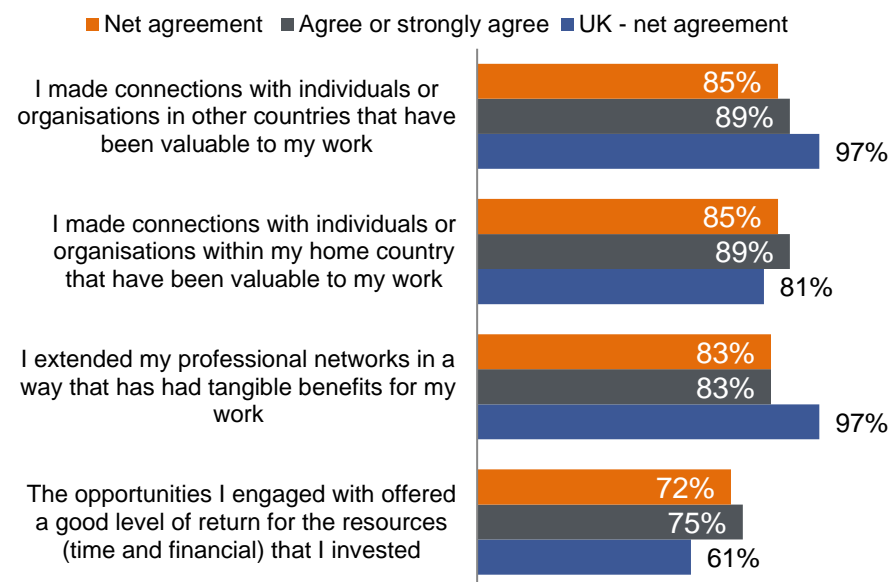 Net agreement Agree or strongly agree UK - net agreement
I made connections with individuals or
organisations in other countries that have
been valuable to my work
85%
89%
97%
I made connections with individuals or
organisations within my home country
that have been valuable to my work
85%
89%
81%
I extended my professional networks in a
way that has had tangible benefits for my
work
83%
83%
97%
The opportunities I engaged with offered
a good level of return for the resources
(time and financial) that I invested
72%
75%
61%